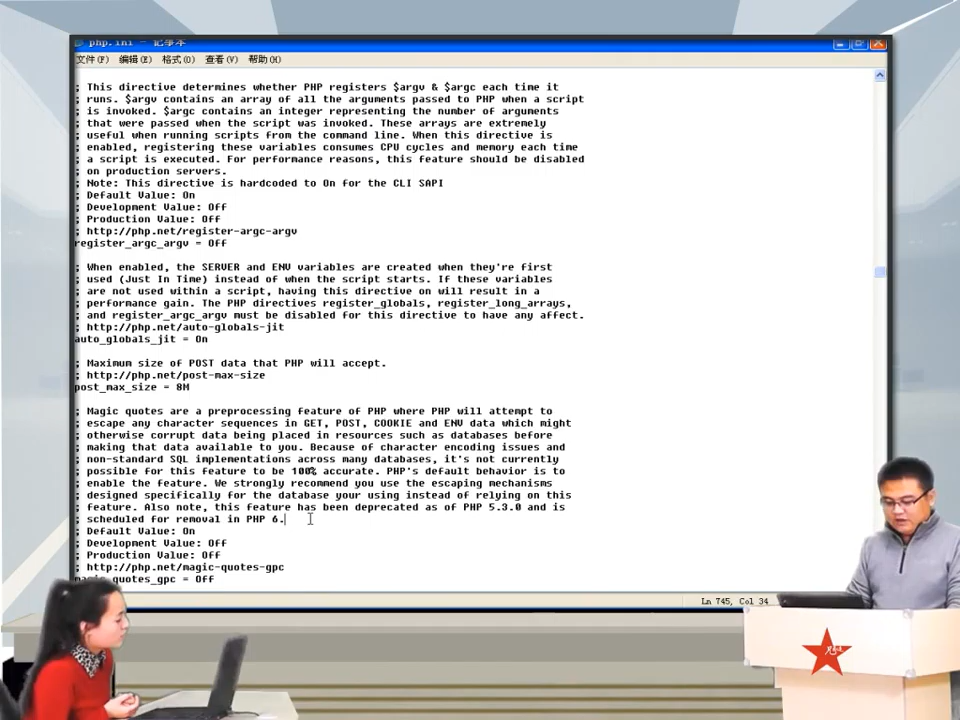 php.ini - 记事本
文件(F) 编辑(E) 格式(O) 查看(V) 帮助(H)
; This directive determines whether PHP registers $argv & $argc each time it
; runs. $argv contains an array of all the arguments passed to PHP when a script
; is invoked. $argc contains an integer representing the number of arguments
; that were passed when the script was invoked. These arrays are extremely
; useful when running scripts from the command line. When this directive is
; enabled, registering these variables consumes CPU cycles and memory each time
; a script is executed. For performance reasons, this feature should be disabled
; on production servers.
; Note: This directive is hardcoded to On for the CLI SAPI
; Default Value: On
; Development Value: Off
; Production Value: Off
; http://php.net/register-argc-argv
register_argc_argv = Off
; When enabled, the SERVER and ENV variables are created when they're first
; used (Just In Time) instead of when the script starts. If these variables
; are not used within a script, having this directive on will result in a
; performance gain. The PHP directives register_globals, register_long_arrays,
; and register_argc_argv must be disabled for this directive to have any affect.
; http://php.net/auto-globals-jit
auto_globals_jit = On
; Maximum size of POST data that PHP will accept.
; http://php.net/post-max-size
post_max_size = 8M
; Magic quotes are a preprocessing feature of PHP where PHP will attempt to
; escape any character sequences in GET, POST, COOKIE and ENV data which might
; otherwise corrupt data being placed in resources such as databases before
; making that data available to you. Because of character encoding issues and
; non-standard SQL implementations across many databases, it's not currently
; possible for this feature to be 100% accurate. PHP's default behavior is to
; enable the feature. We strongly recommend you use the escaping mechanisms
; designed specifically for the database your using instead of relying on this
; feature. Also note, this feature has been deprecated as of PHP 5.3.0 and is
; scheduled for removal in PHP 6.
; Default Value: On
; Development Value: Off
; Production Value: Off
; http://php.net/magic-quotes-gpc
magic_quotes_gpc = Off
Ln 745, Col 34